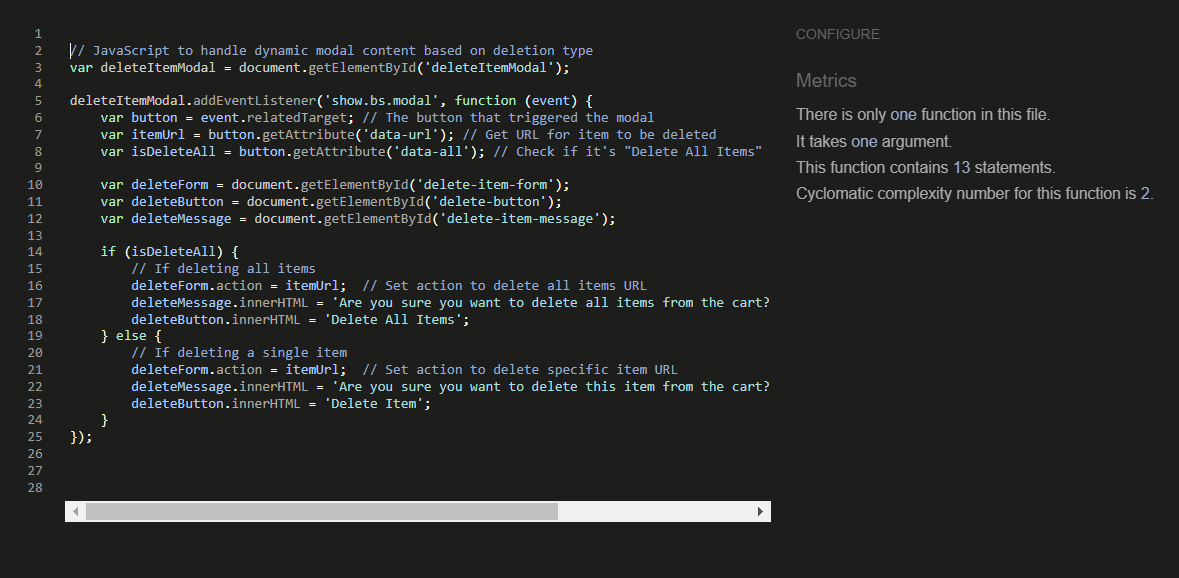 1
2 // JavaScript to handle dynamic modal content based on deletion type
3 var deleteItemModal = document.getElementById('deleteItemModal');
4
5 deleteItemModal.addEventListener('show.bs.modal', function (event) {
6     var button = event.relatedTarget; // The button that triggered the modal
7     var itemUrl = button.getAttribute('data-url'); // Get URL for item to be deleted
8     var isDeleteAll = button.getAttribute('data-all'); // Check if it's "Delete All Items"
9
10     var deleteForm = document.getElementById('delete-item-form');
11     var deleteButton = document.getElementById('delete-button');
12     var deleteMessage = document.getElementById('delete-item-message');
13
14     if (isDeleteAll) {
15         // If deleting all items
16         deleteForm.action = itemUrl;  // Set action to delete all items URL
17         deleteMessage.innerHTML = 'Are you sure you want to delete all items from the cart?
18         deleteButton.innerHTML = 'Delete All Items';
19     } else {
20         // If deleting a single item
21         deleteForm.action = itemUrl;  // Set action to delete specific item URL
22         deleteMessage.innerHTML = 'Are you sure you want to delete this item from the cart?
23         deleteButton.innerHTML = 'Delete Item';
24     }
25 });
26
27
28
CONFIGURE
Metrics
There is only one function in this file.
It takes one argument.
This function contains 13 statements.
Cyclomatic complexity number for this function is 2.